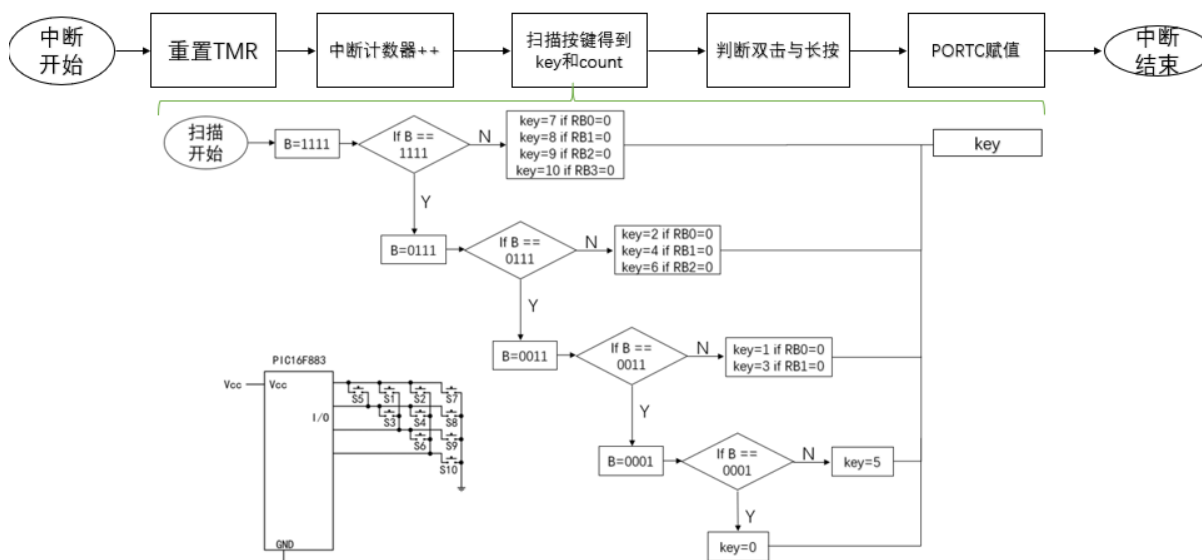 中断
开始
重置TMR
中断计数器++
扫描按键得到
key和count
判断双击与长按
PORTC赋值
中断
结束
扫描
开始
B=1111
If B ==
1111
N
key=7 if RB0=0
key=8 if RB1=0
key=9 if RB2=0
key=10 if RB3=0
key
Y
B=0111
If B ==
0111
N
key=2 if RB0=0
key=4 if RB1=0
key=6 if RB2=0
Y
B=0011
If B ==
0011
N
key=1 if RB0=0
key=3 if RB1=0
Y
B=0001
If B ==
0001
N
key=5
Y
key=0
PIC16F883
Vcc
Vcc
S5
S1
S2
S7
I/O
S3
S4
S8
S6
S9
S10
GND